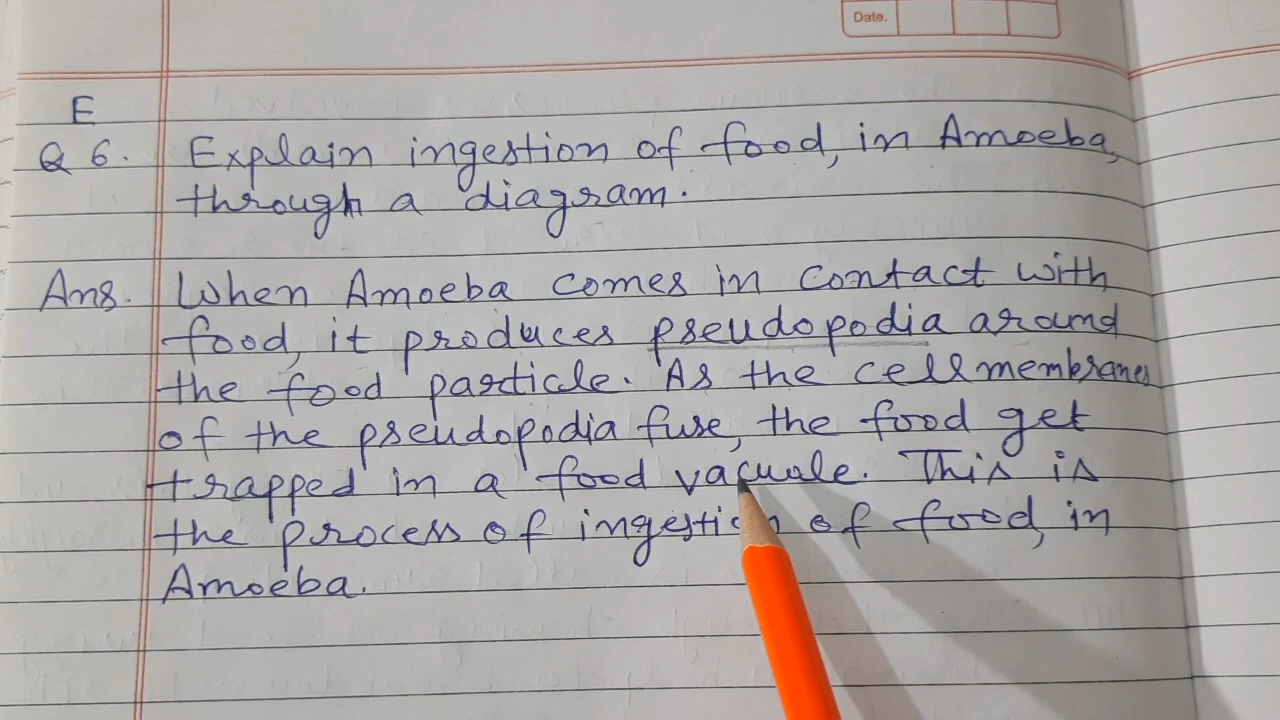 Date.
E
Q 6. Explain ingestion of food, in Amoeba,
through a diagram.
Ans. When Amoeba comes in contact with
food, it produces pseudopodia around
the food particle. As the cell membranes
of the pseudopodia fuse, the food get
trapped in a food vacuole. This is
the process of ingestion of food, in
Amoeba.